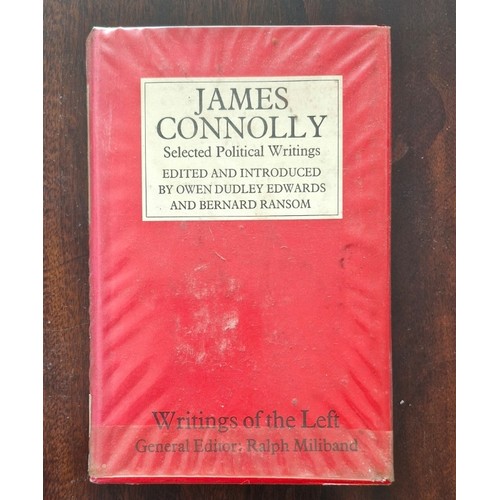 JAMES
CONNOLLY
Selected Political Writings
EDITED AND INTRODUCED
BY OWEN DUDLEY EDWARDS
AND BERNARD RANSOM
Writings of the Left
General Editor: Ralph Miliband